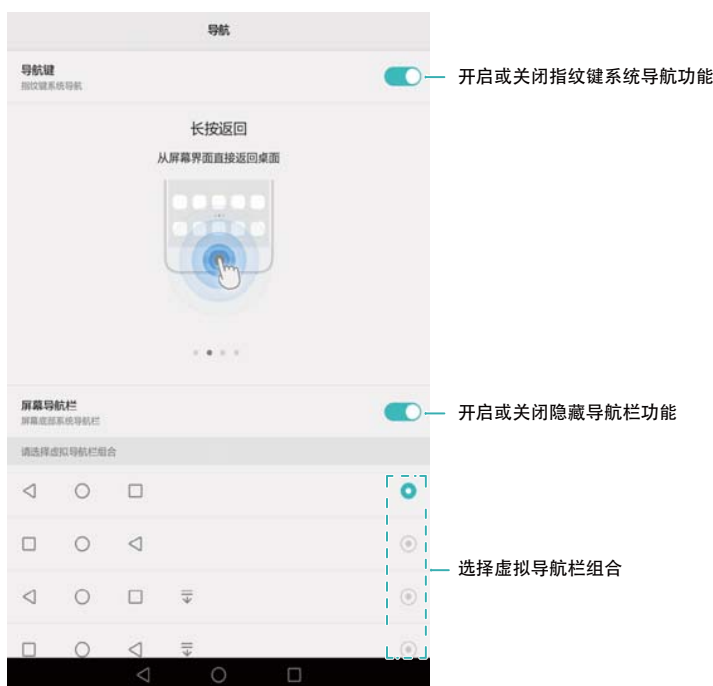 导航
导航键
指纹键系统导航
开启或关闭指纹键系统导航功能
长按返回
从屏幕界面直接返回桌面
屏幕导航栏
屏幕底部系统导航栏
开启或关闭隐藏导航栏功能
请选择虚拟导航栏组合
选择虚拟导航栏组合